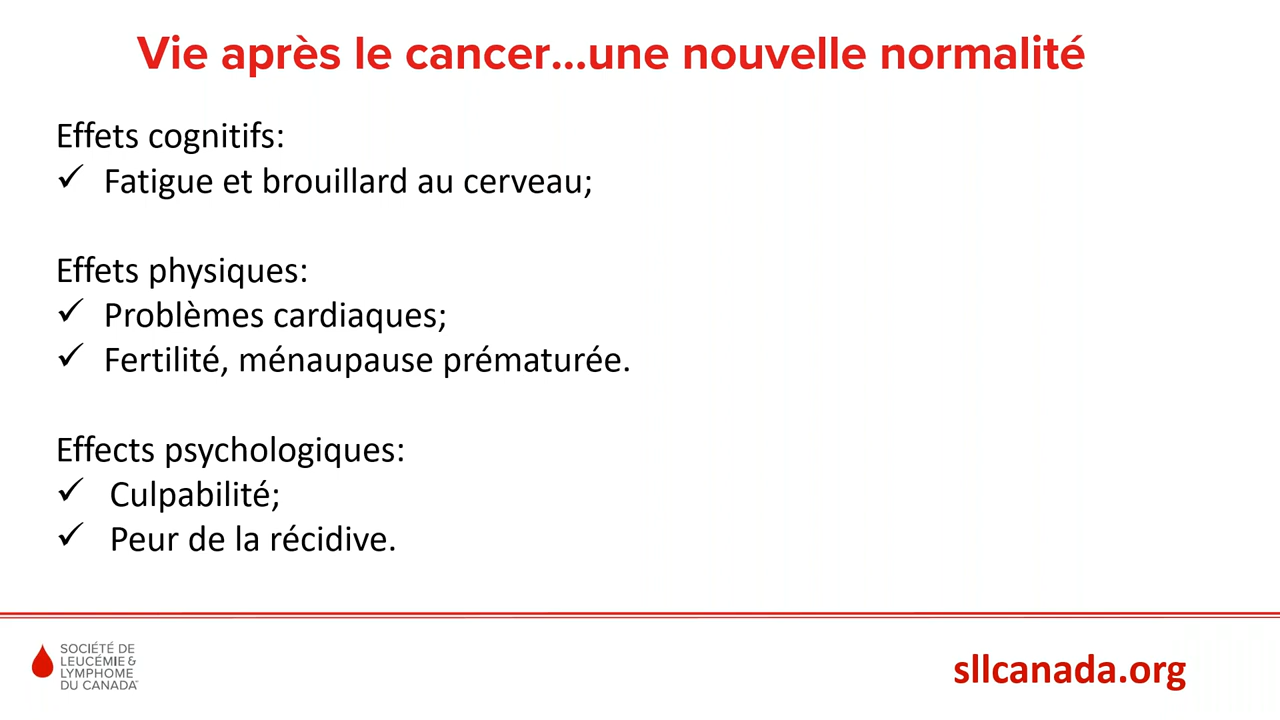 Vie après le cancer...une nouvelle normalité
Effets cognitifs:
✓ Fatigue et brouillard au cerveau;
Effets physiques:
✓ Problèmes cardiaques;
✓ Fertilité, ménaupause prématurée.
Effects psychologiques:
✓ Culpabilité;
✓ Peur de la récidive.
SOCIÉTÉ DE
LEUCÉMIE &
LYMPHOME
DU CANADA
sllcanada.org